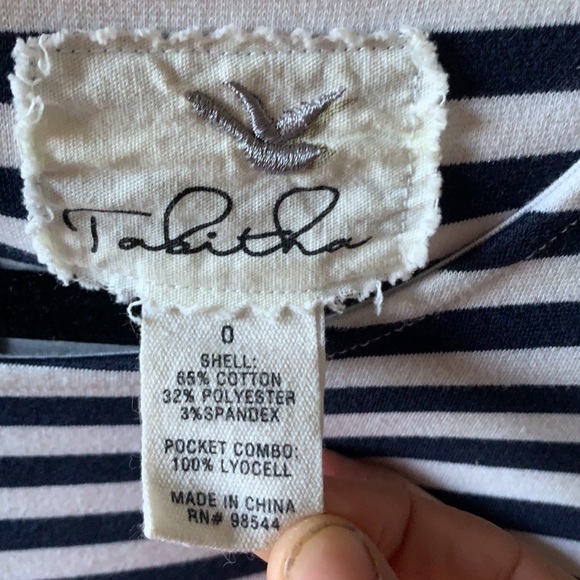 Tabitha
0
SHELL:
65% COTTON
32% POLYESTER
3%SPANDEX
POCKET COMBO:
100% LYOCELL
MADE IN CHINA
RN# 98544